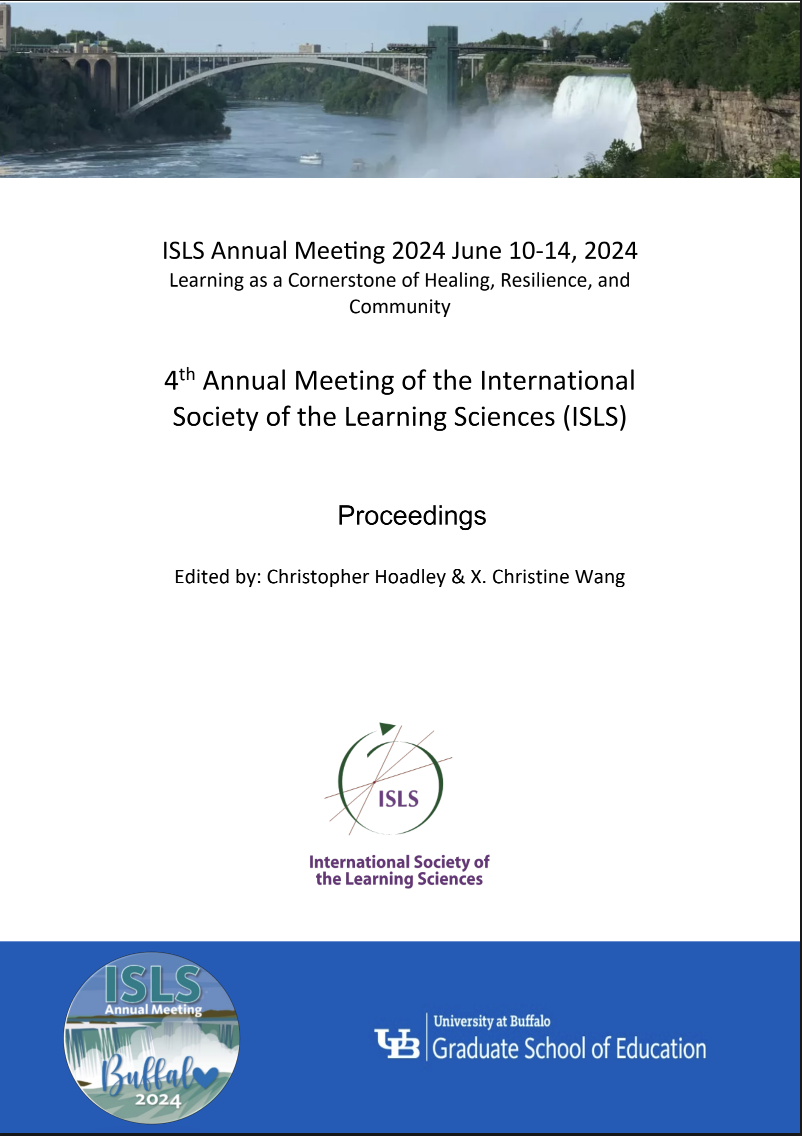 ISLS Annual Meeting 2024 June 10-14, 2024
Learning as a Cornerstone of Healing, Resilience, and
Community
4th Annual Meeting of the International
Society of the Learning Sciences (ISLS)
Proceedings
Edited by: Christopher Hoadley & X. Christine Wang
ISLS
International Society of
the Learning Sciences
ISLS
Annual Meeting
Buffalo
2024
UB
University at Buffalo
Graduate School of Education